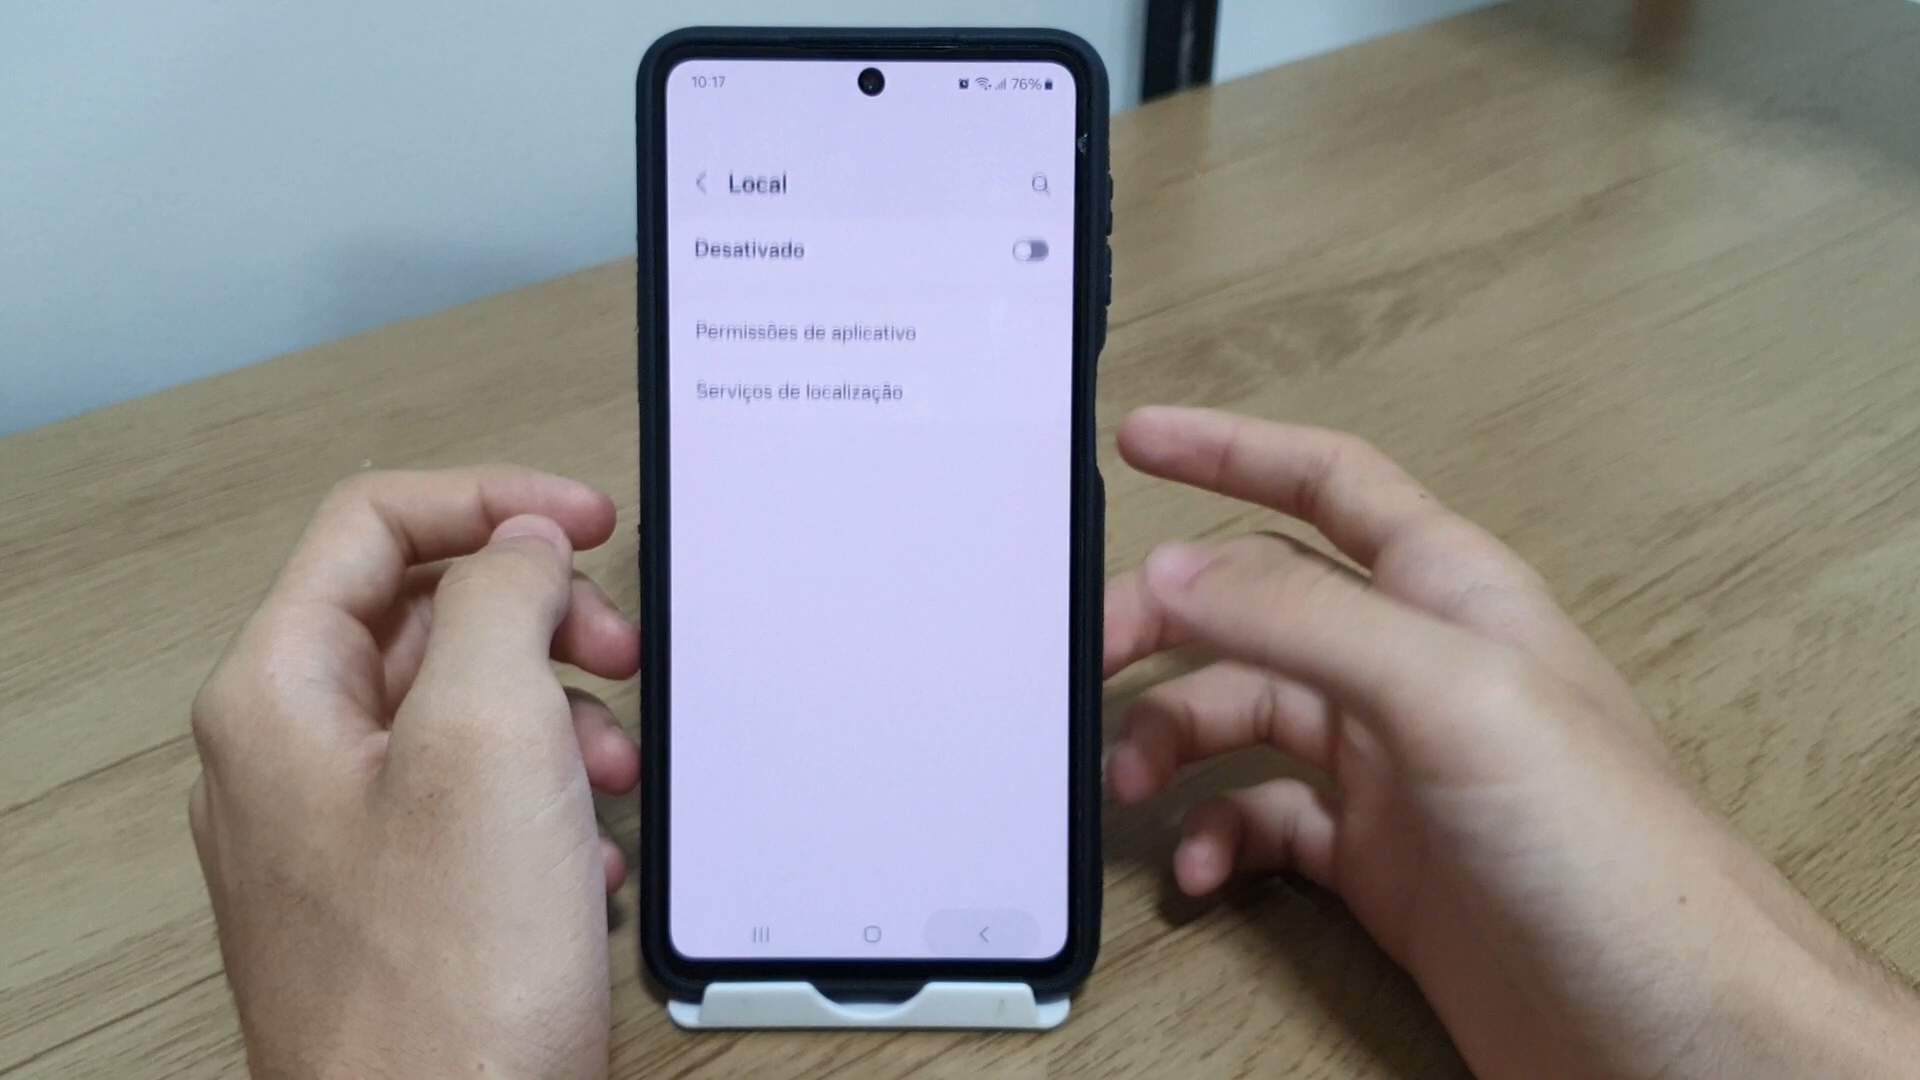 10:17
76%
Local
Desativado
Permissões de aplicativo
Serviços de localização